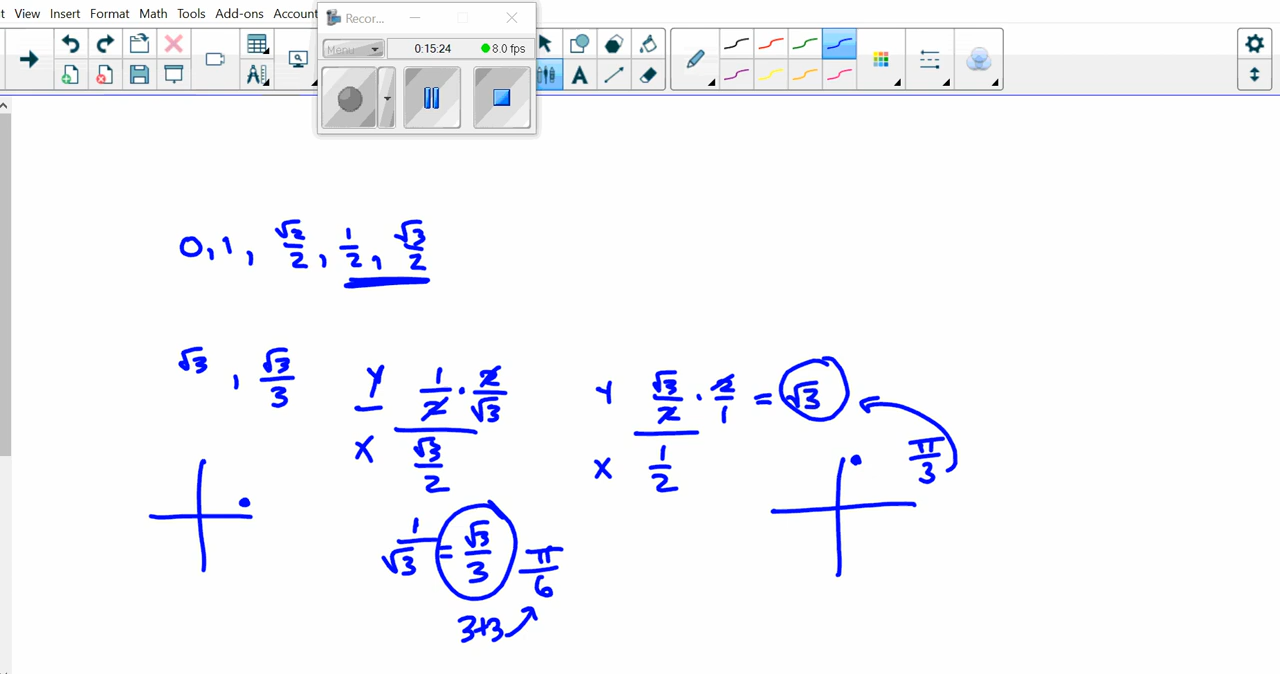 t View Insert Format Math Tools Add-ons Account
Recor...
Menu
0:15:24
8.0 fps
A
0, 1, √2/2, 1/2, √3/2
√3, √3/3
Y/X
1/2 · 2/√3
√3/2
1/√3 = √3/3
π/6
3+3
Y
X
√3/2 · 2/1 = √3
1/2
π/3